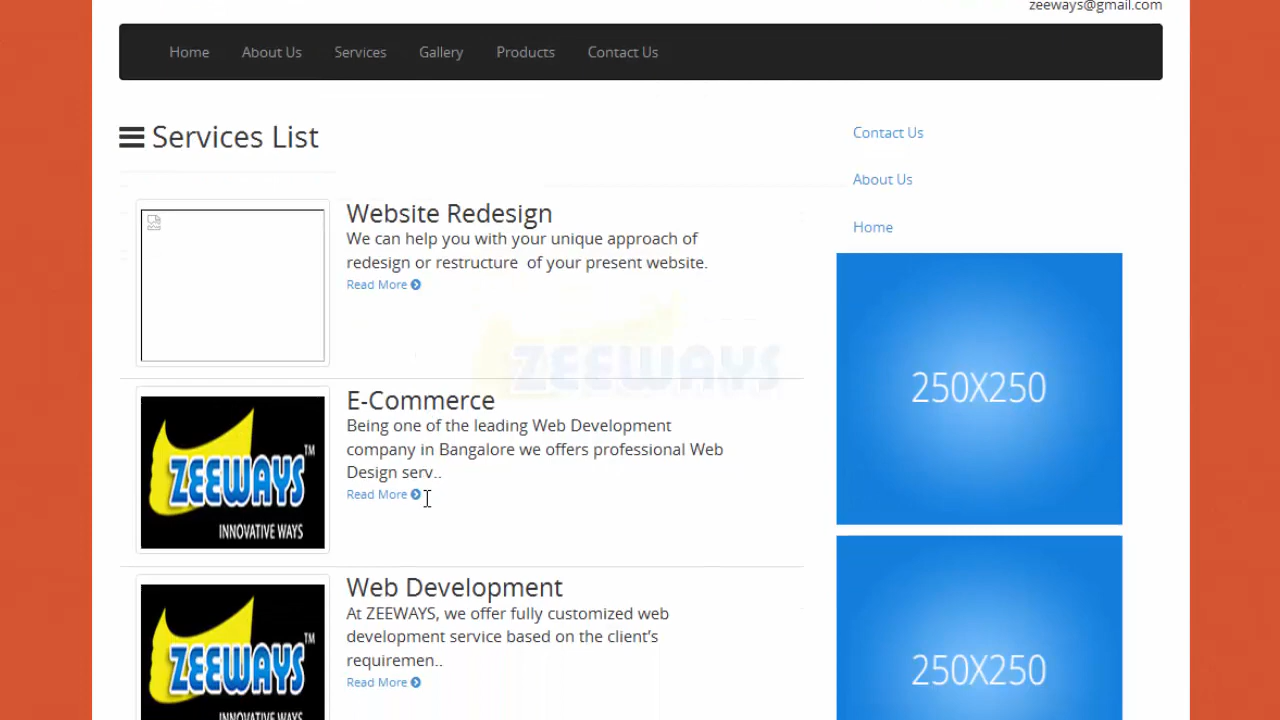 zeeways@gmail.com
Home About Us Services Gallery Products Contact Us
Services List
Website Redesign
We can help you with your unique approach of
redesign or restructure of your present website.
Read More
ZEEWAYS
E-Commerce
Being one of the leading Web Development
company in Bangalore we offers professional Web
Design serv..
Read More
ZEEWAYS™
INNOVATIVE WAYS
Web Development
At ZEEWAYS, we offer fully customized web
development service based on the client’s
requiremen..
Read More
ZEEWAYS™
INNOVATIVE WAYS
Contact Us
About Us
Home
250X250
250X250